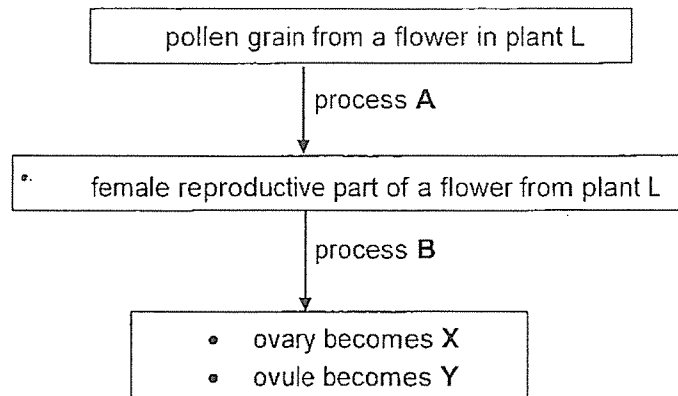 pollen grain from a flower in plant L
process A
female reproductive part of a flower from plant L
process B
• ovary becomes X
• ovule becomes Y